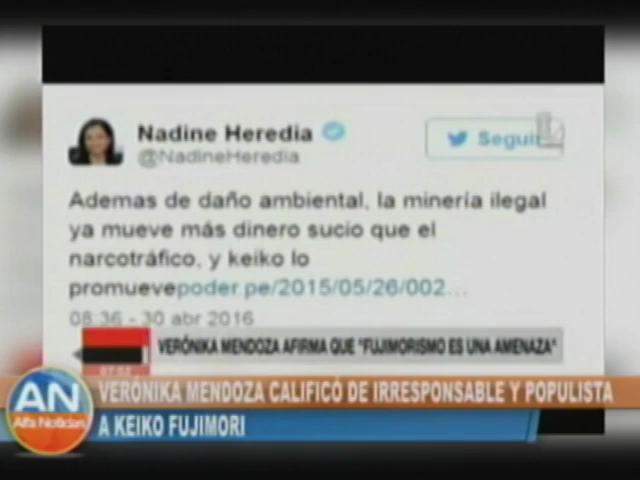 Nadine Heredia
@NadineHeredia
Seguir
Ademas de daño ambiental, la minería ilegal
ya mueve más dinero sucio que el
narcotráfico, y keiko lo
promuevepoder.pe/2015/05/26/002...
08:36 - 30 abr 2016
VERÓNIKA MENDOZA AFIRMA QUE "FUJIMORISMO ES UNA AMENAZA"
VERÓNIKA MENDOZA CALIFICÓ DE IRRESPONSABLE Y POPULISTA
A KEIKO FUJIMORI
AN
Alfa Noticias